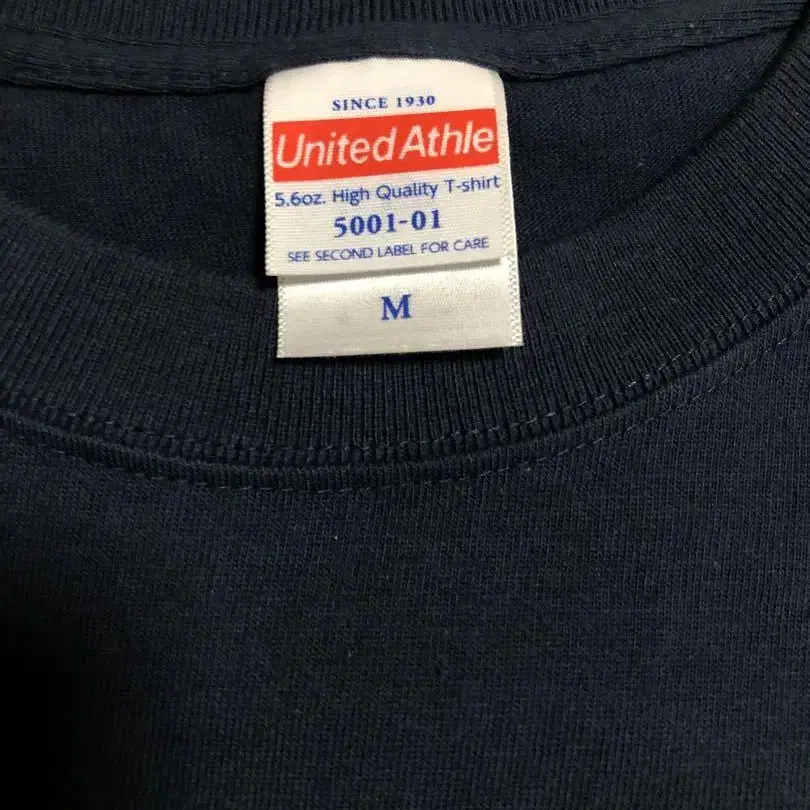 SINCE 1930
United Athle
5.6oz. High Quality T-shirt
5001-01
SEE SECOND LABEL FOR CARE
M